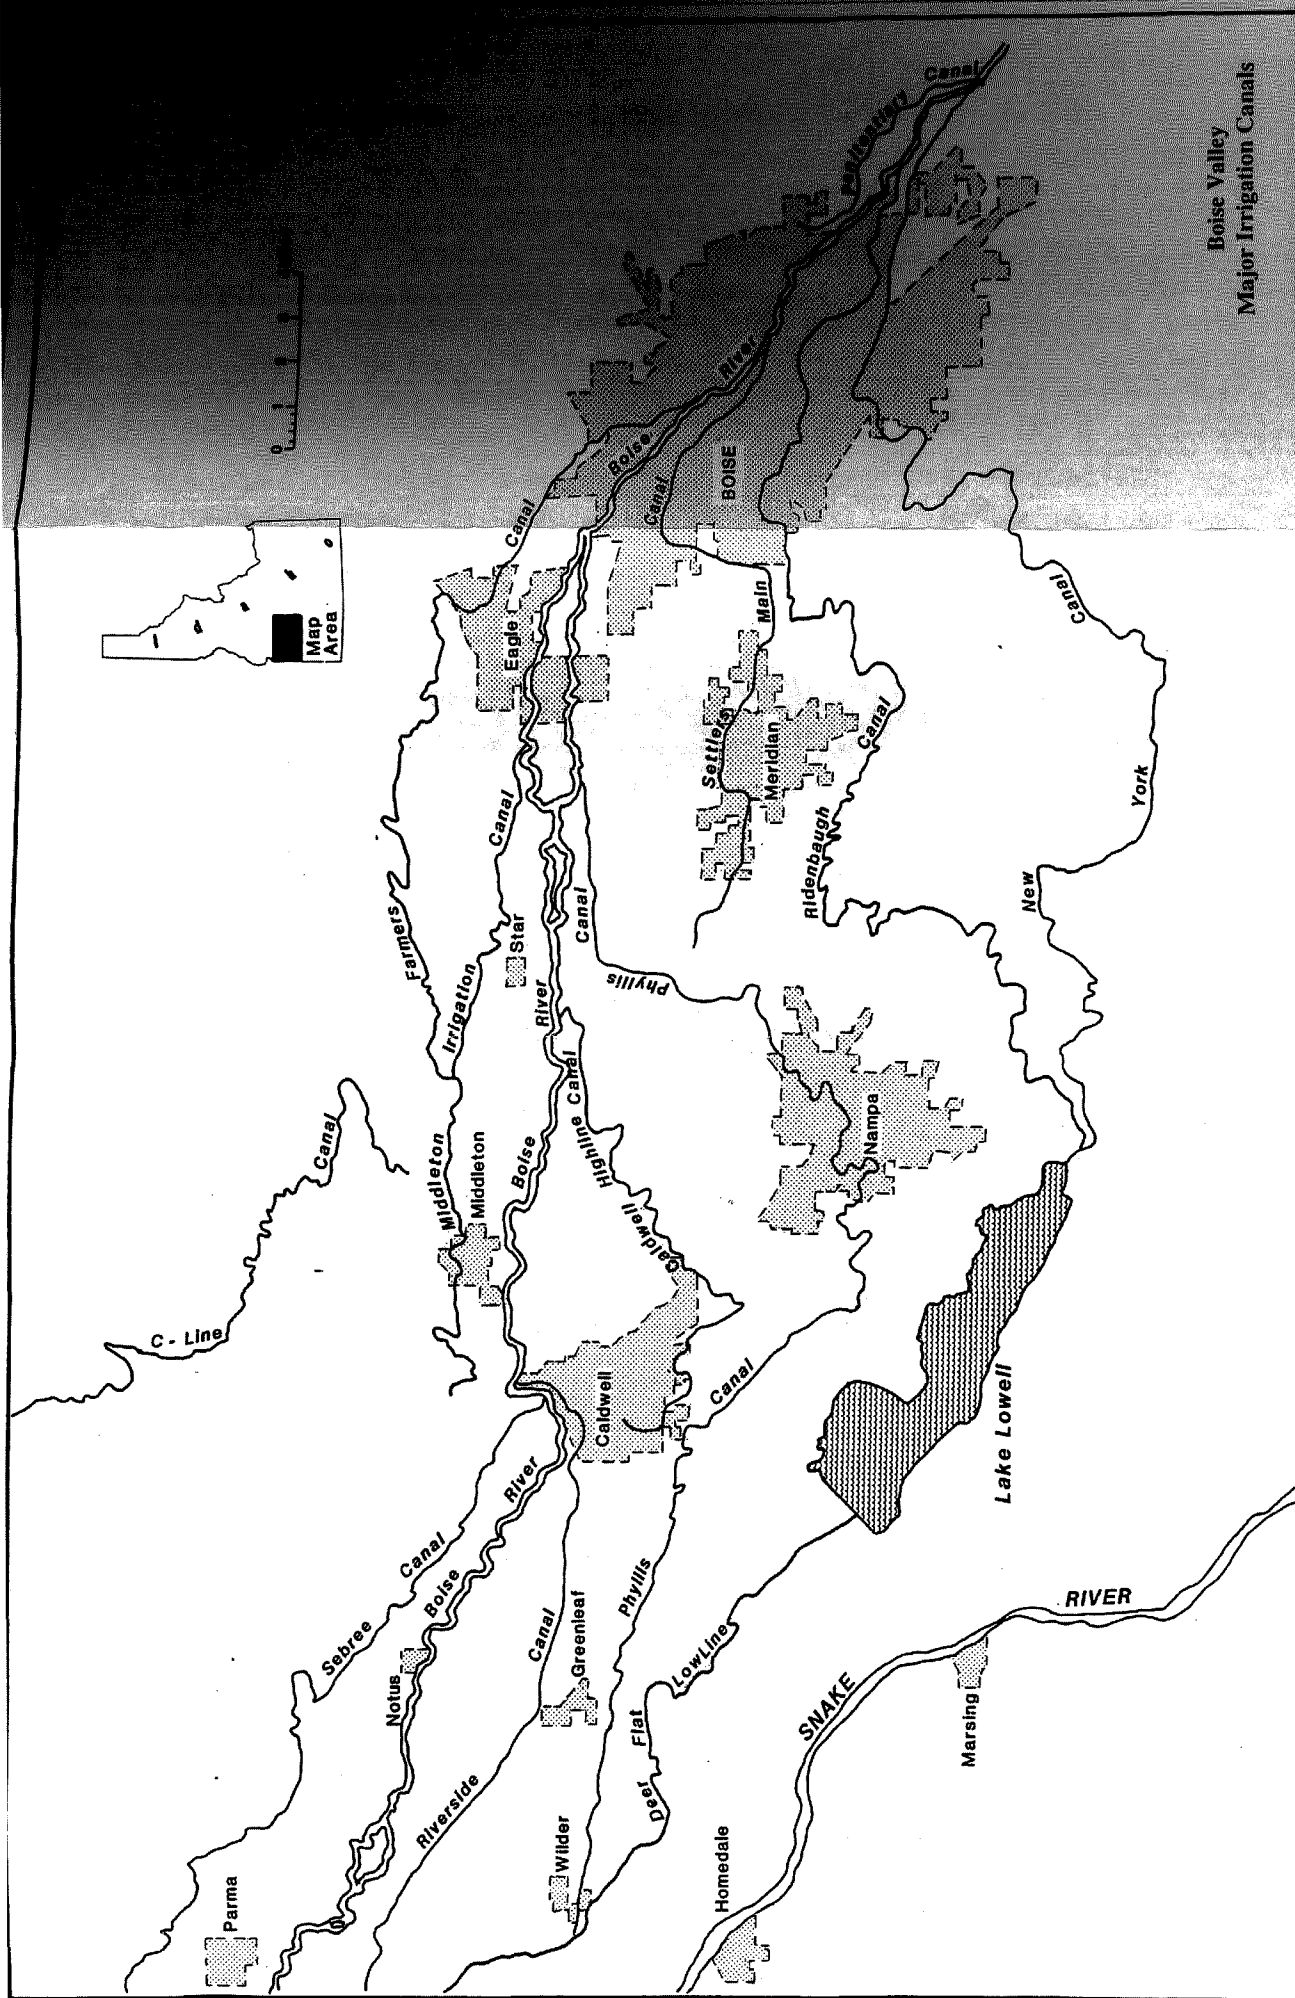 Boise Valley
Major Irrigation Canals
0
1
Map
Area
C - Line
Canal
Farmers
Canal
Penitentiary
Canal
Middleton
Irrigation
Canal
Middleton
Star
Eagle
Boise
River
BOISE
Canal
Main
Settlers
Meridian
Ridenbaugh
Canal
New
York
Canal
Phyllis
Canal
Boise
River
Caldwell
Highline
Canal
Nampa
Caldwell
Phyllis
Canal
Lake Lowell
Sebree
Canal
Boise
River
Notus
Parma
Riverside
Canal
Greenleaf
Wilder
Deer
Flat
LowLine
Homedale
Marsing
SNAKE
RIVER